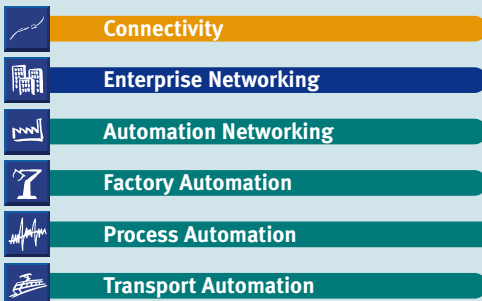 Connectivity
Enterprise Networking
Automation Networking
Factory Automation
Process Automation
Transport Automation